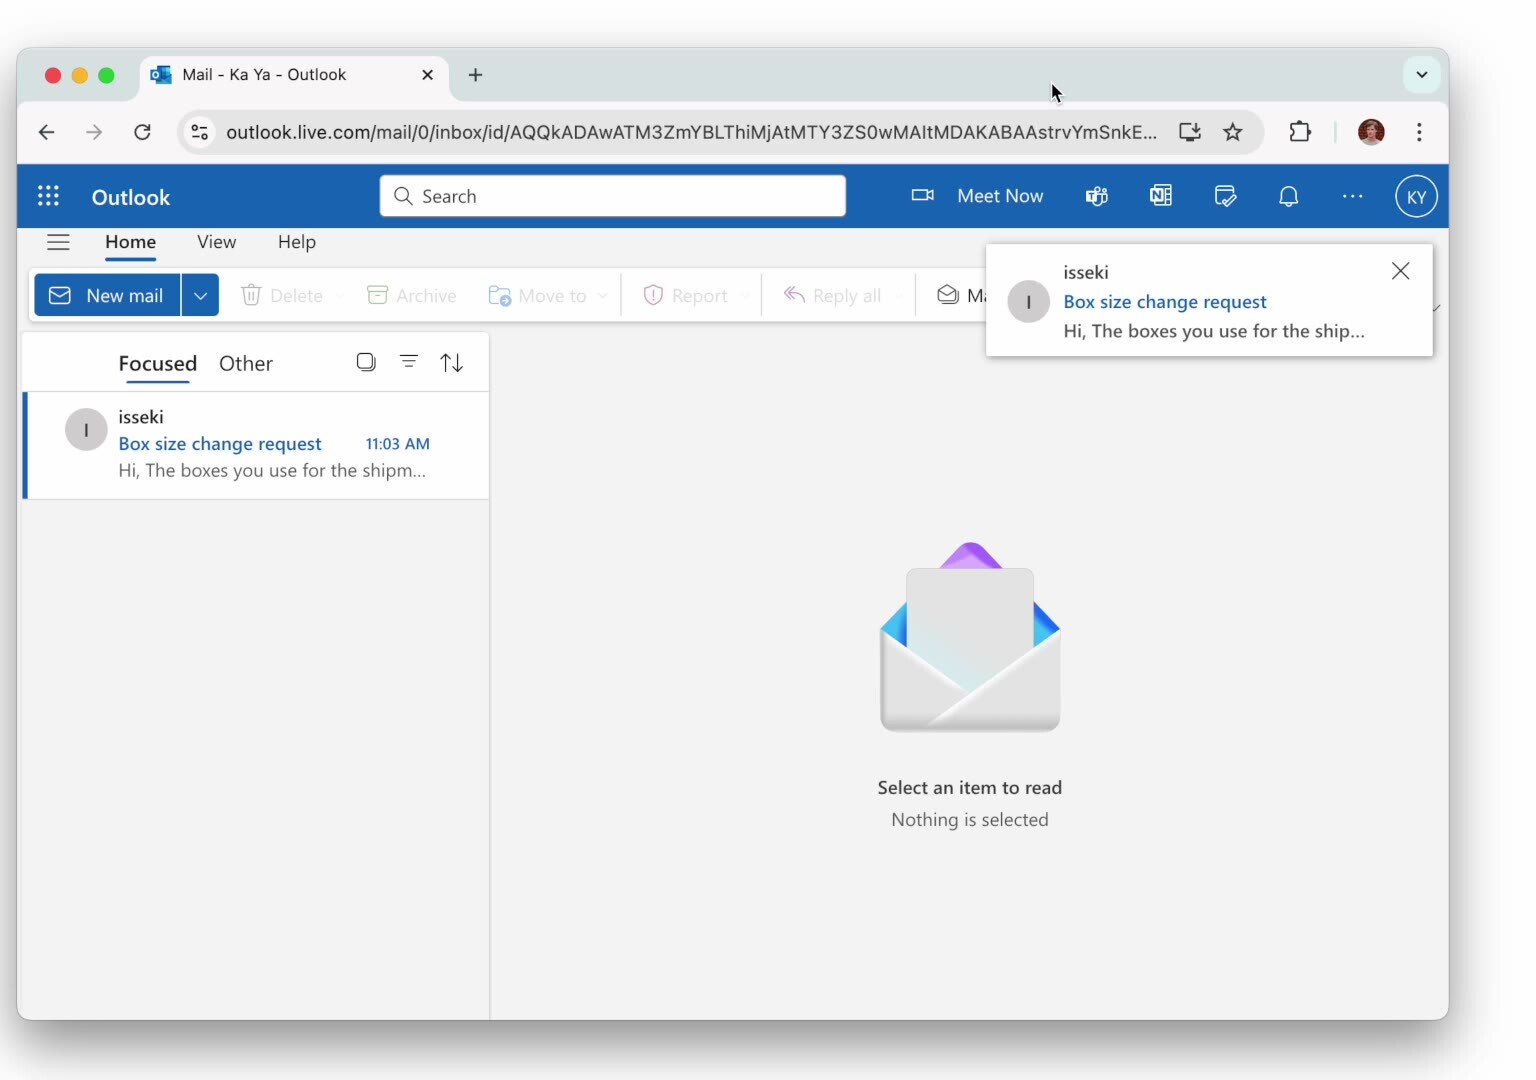 Mail - Ka Ya - Outlook
outlook.live.com/mail/0/inbox/id/AQQkADAwATM3ZmYBLThiMjAtMTY3ZS0wMAItMDAKABAAstrvYmSnkE...
Outlook
Search
Meet Now
KY
Home View Help
New mail Delete Archive Move to Report Reply all Ma
isseki
I
Box size change request
Hi, The boxes you use for the ship...
Focused Other
isseki
I
Box size change request 11:03 AM
Hi, The boxes you use for the shipm...
Select an item to read
Nothing is selected